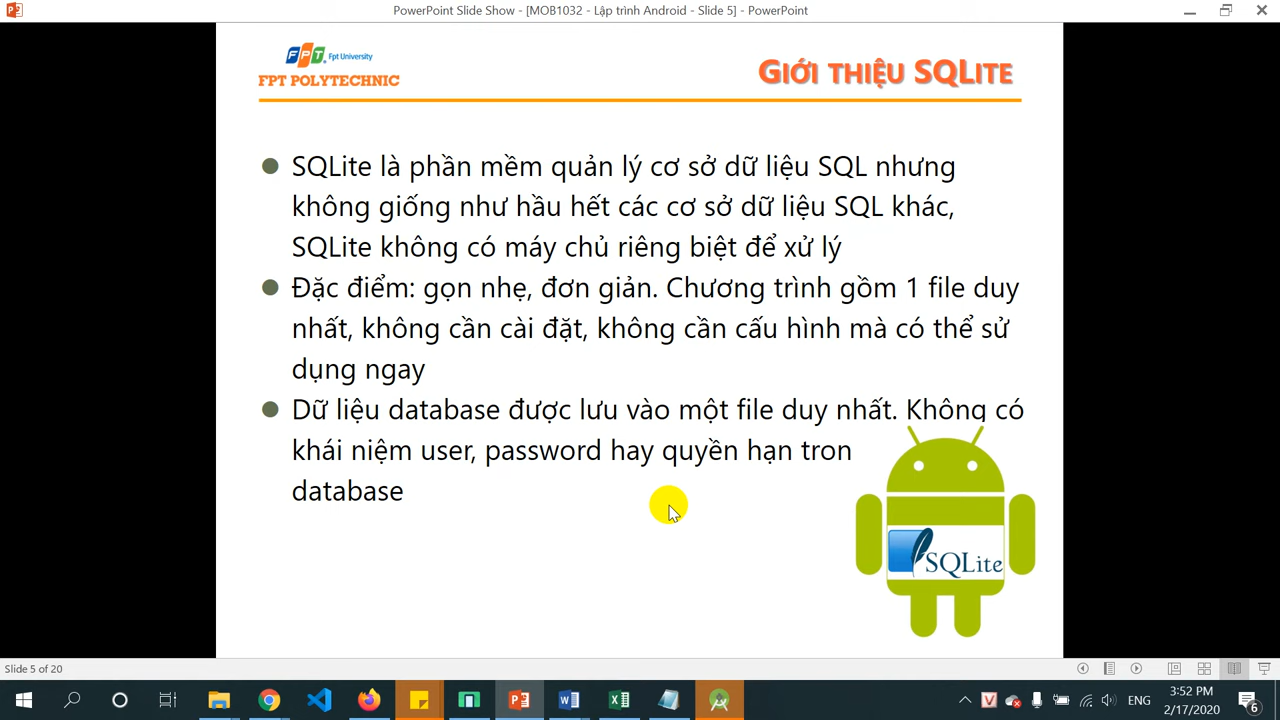 PowerPoint Slide Show - [MOB1032 - Lập trình Android - Slide 5] - PowerPoint
FPT Fpt University
FPT POLYTECHNIC
GIỚI THIỆU SQLITE
SQLite là phần mềm quản lý cơ sở dữ liệu SQL nhưng
không giống như hầu hết các cơ sở dữ liệu SQL khác,
SQLite không có máy chủ riêng biệt để xử lý
Đặc điểm: gọn nhẹ, đơn giản. Chương trình gồm 1 file duy
nhất, không cần cài đặt, không cần cấu hình mà có thể sử
dụng ngay
Dữ liệu database được lưu vào một file duy nhất. Không có
khái niệm user, password hay quyền hạn tron
database
SQLite
Slide 5 of 20
ENG
3:52 PM
2/17/2020
6